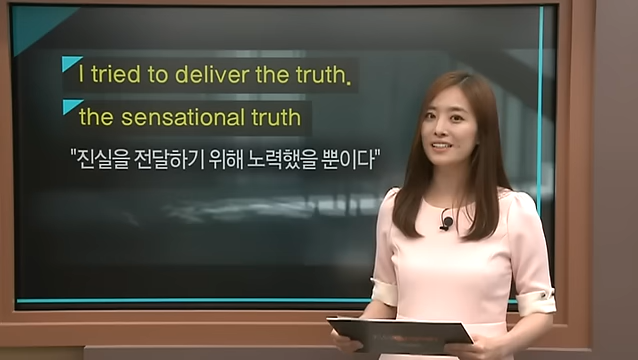 I tried to deliver the truth.
the sensational truth
"진실을 전달하기 위해 노력했을 뿐이다"